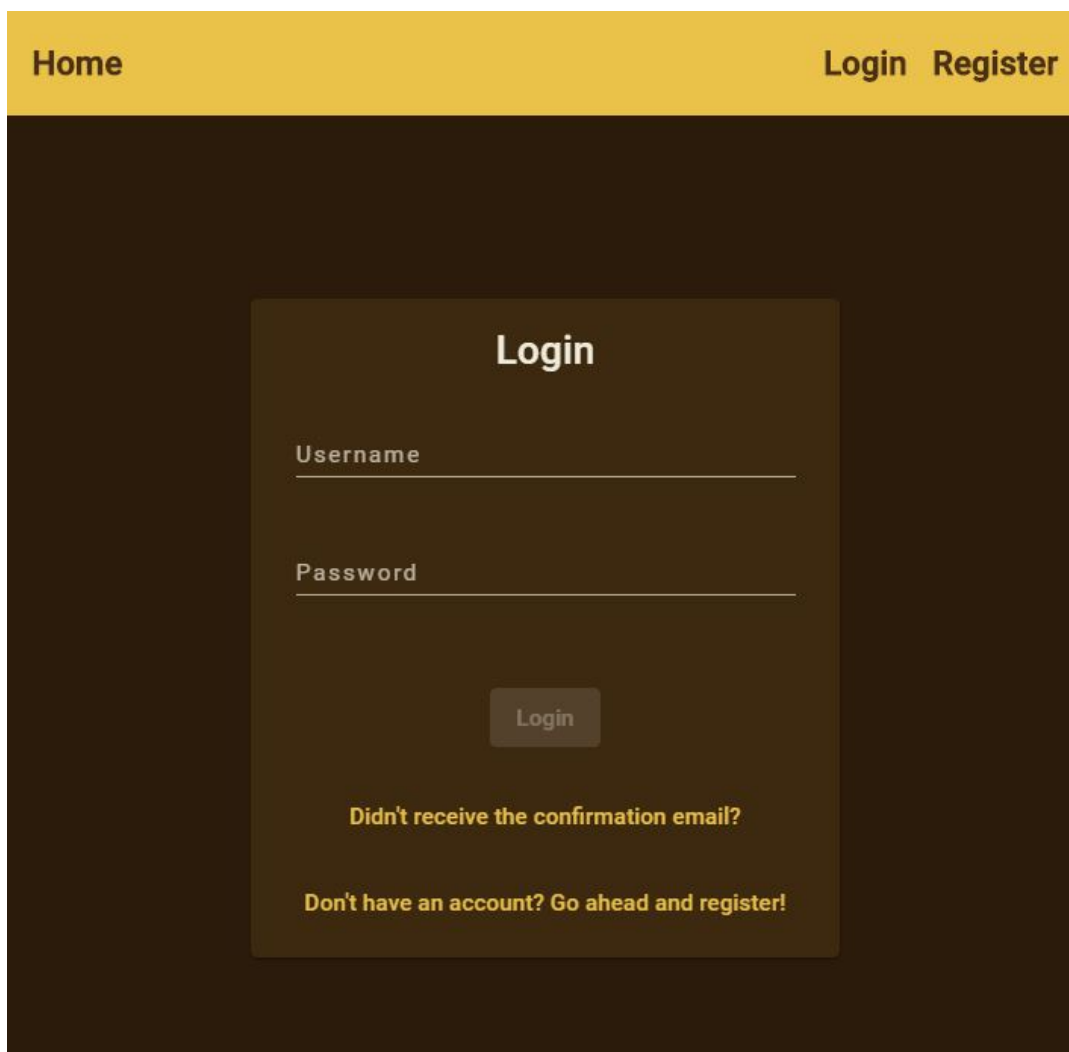 Home Login Register
Login
Username
Password
Login
Didn't receive the confirmation email?
Don't have an account? Go ahead and register!